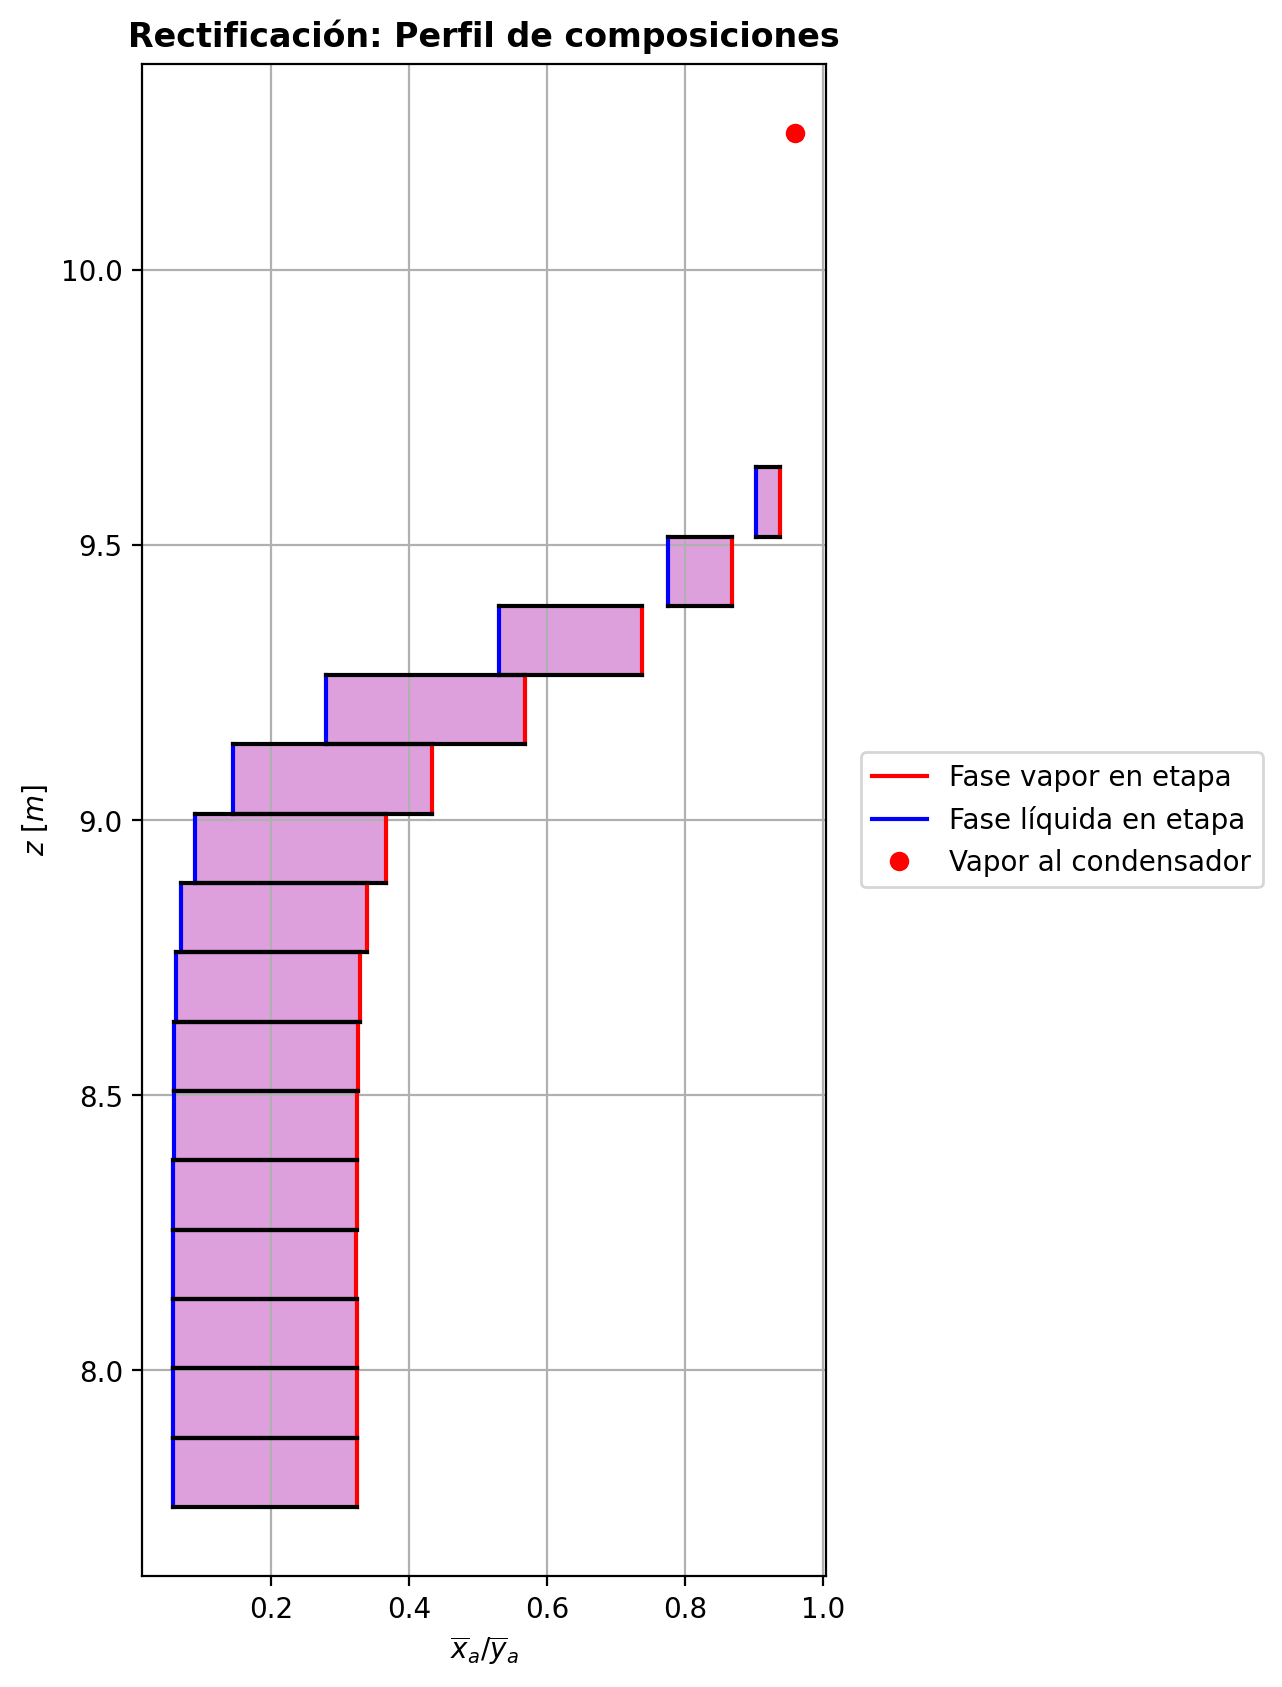 Rectificación: Perfil de composiciones
10.0
9.5
9.0
8.5
8.0
z [m]
0.2 0.4 0.6 0.8 1.0
x̅ₐ/y̅ₐ
Fase vapor en etapa
Fase líquida en etapa
Vapor al condensador